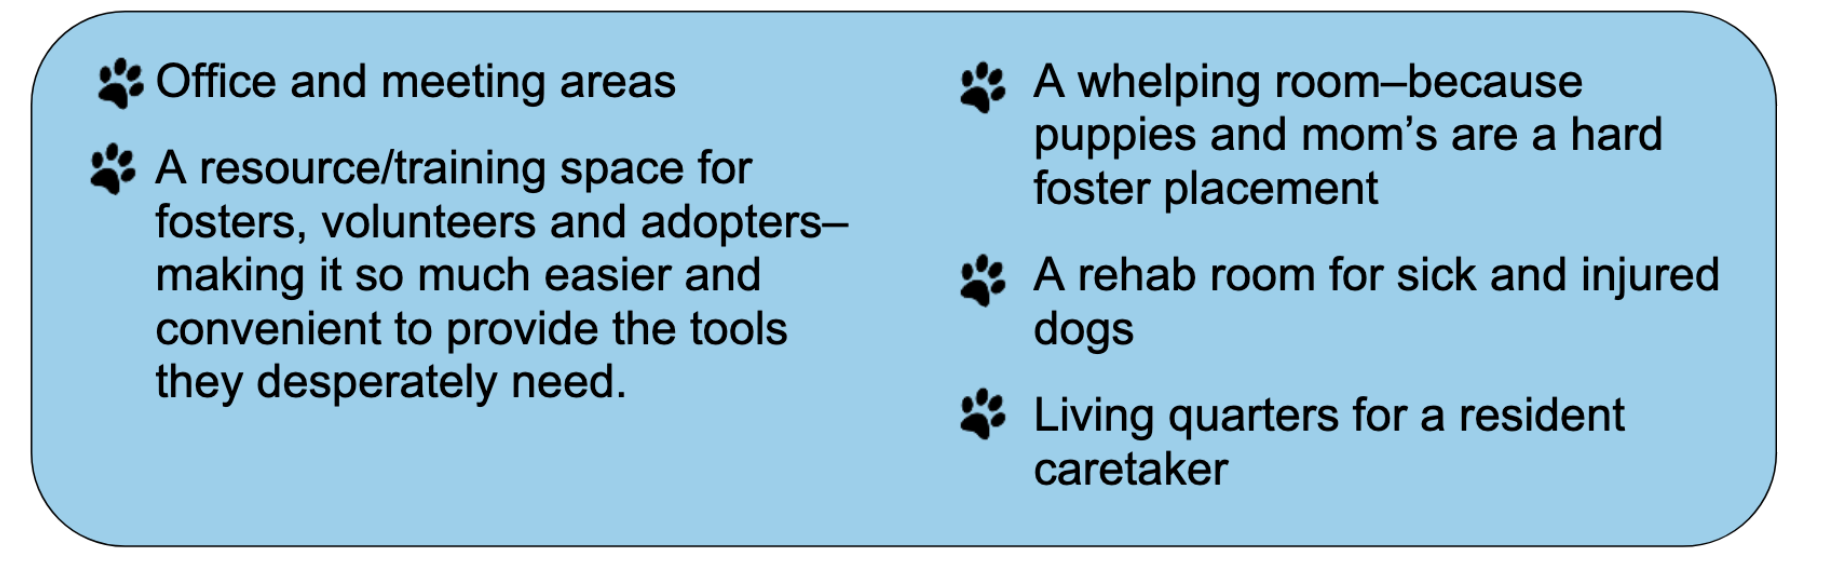 Office and meeting areas
A resource/training space for
fosters, volunteers and adopters–
making it so much easier and
convenient to provide the tools
they desperately need.
A whelping room–because
puppies and mom’s are a hard
foster placement
A rehab room for sick and injured
dogs
Living quarters for a resident
caretaker